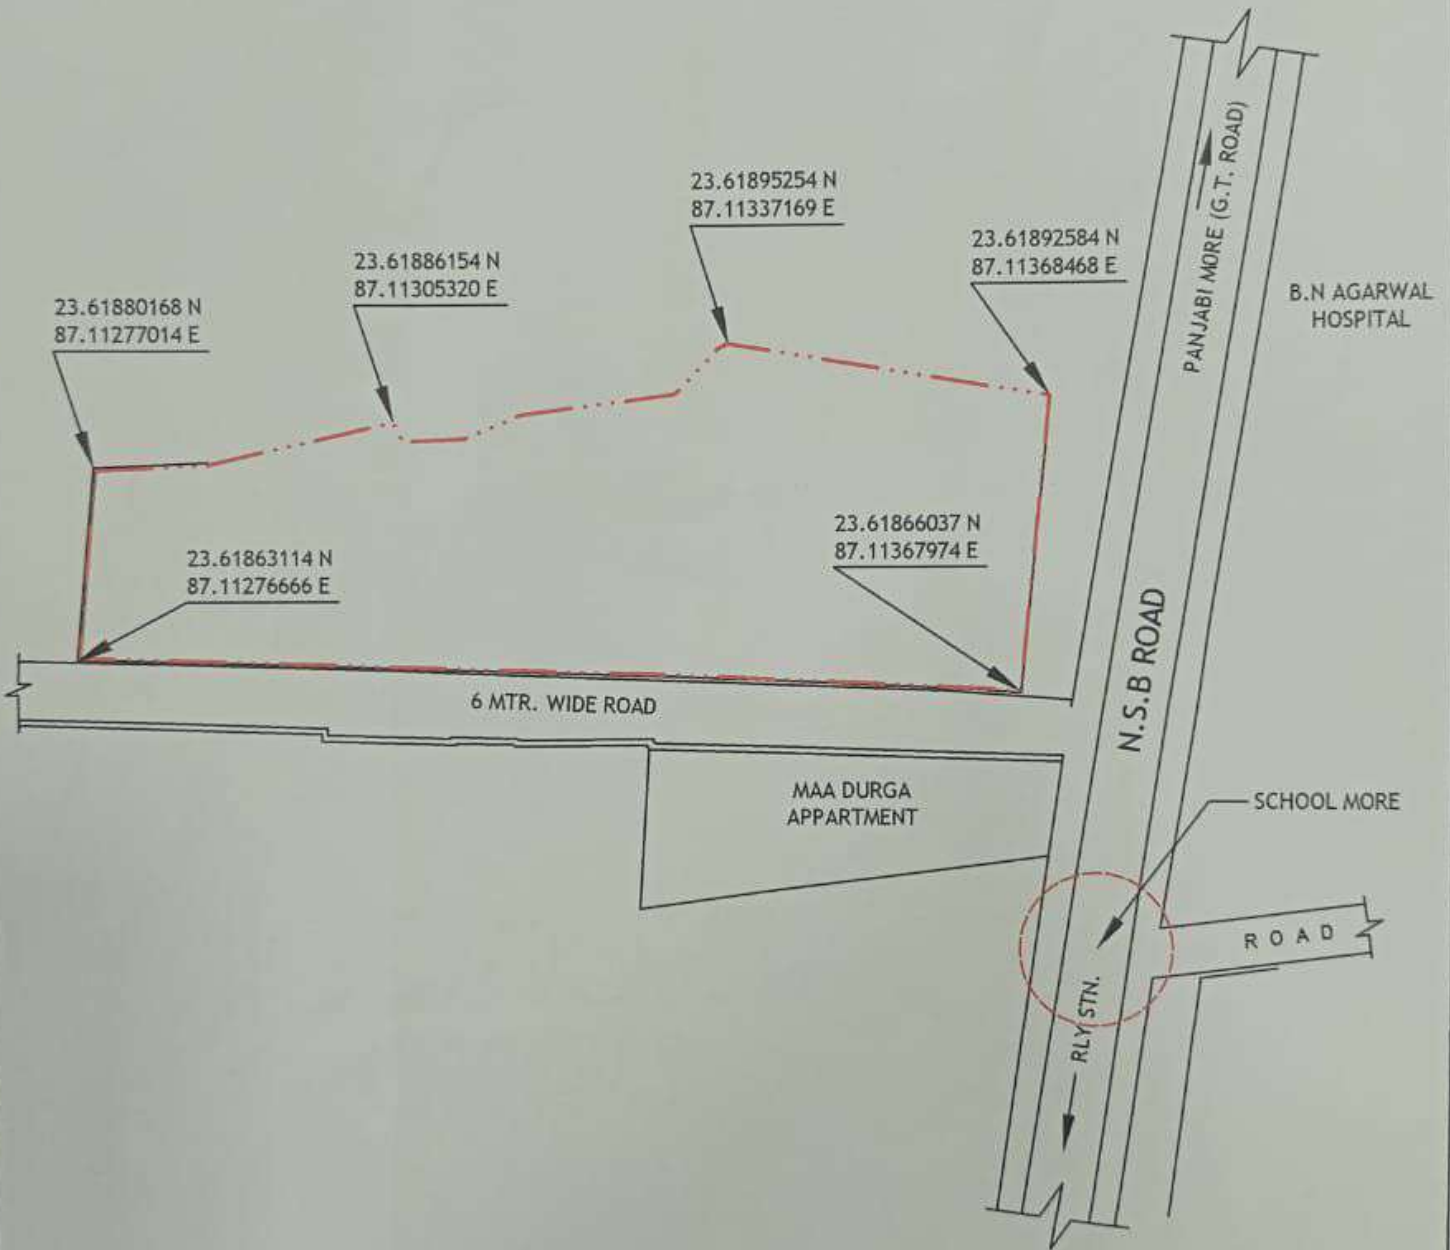 23.61895254 N
87.11337169 E
23.61892584 N
87.11368468 E
23.61886154 N
87.11305320 E
23.61880168 N
87.11277014 E
PANJABI MORE (G.T. ROAD)
B.N AGARWAL
HOSPITAL
23.61866037 N
87.11367974 E
23.61863114 N
87.11276666 E
N.S.B ROAD
6 MTR. WIDE ROAD
MAA DURGA
APPARTMENT
SCHOOL MORE
ROAD
RLY STN.